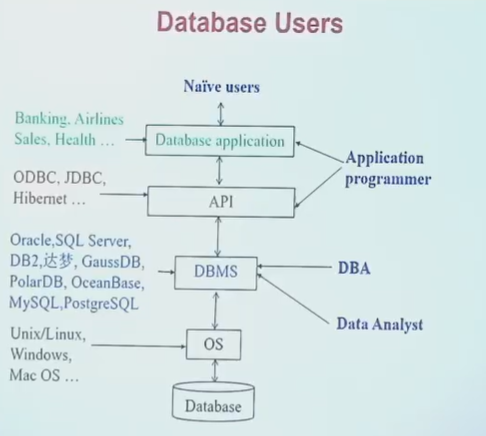 Database Users
Naïve users
Banking, Airlines
Sales, Health ...
Database application
Application
programmer
ODBC, JDBC,
Hibernet ...
API
Oracle,SQL Server,
DB2,达梦, GaussDB,
PolarDB, OceanBase,
MySQL,PostgreSQL
DBMS
DBA
Data Analyst
Unix/Linux,
Windows,
Mac OS ...
OS
Database